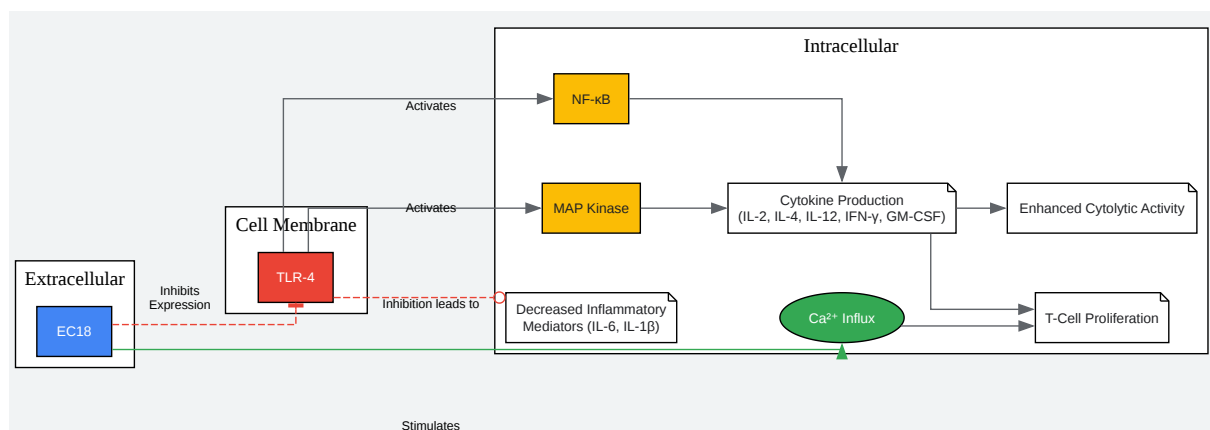 Intracellular
NF-κB
Activates
MAP Kinase
Activates
Cytokine Production
(IL-2, IL-4, IL-12, IFN-γ, GM-CSF)
Enhanced Cytolytic Activity
Cell Membrane
TLR-4
Extracellular
EC18
Inhibits
Expression
Inhibition leads to
Decreased Inflammatory
Mediators (IL-6, IL-1β)
Ca²⁺ Influx
T-Cell Proliferation
Stimulates